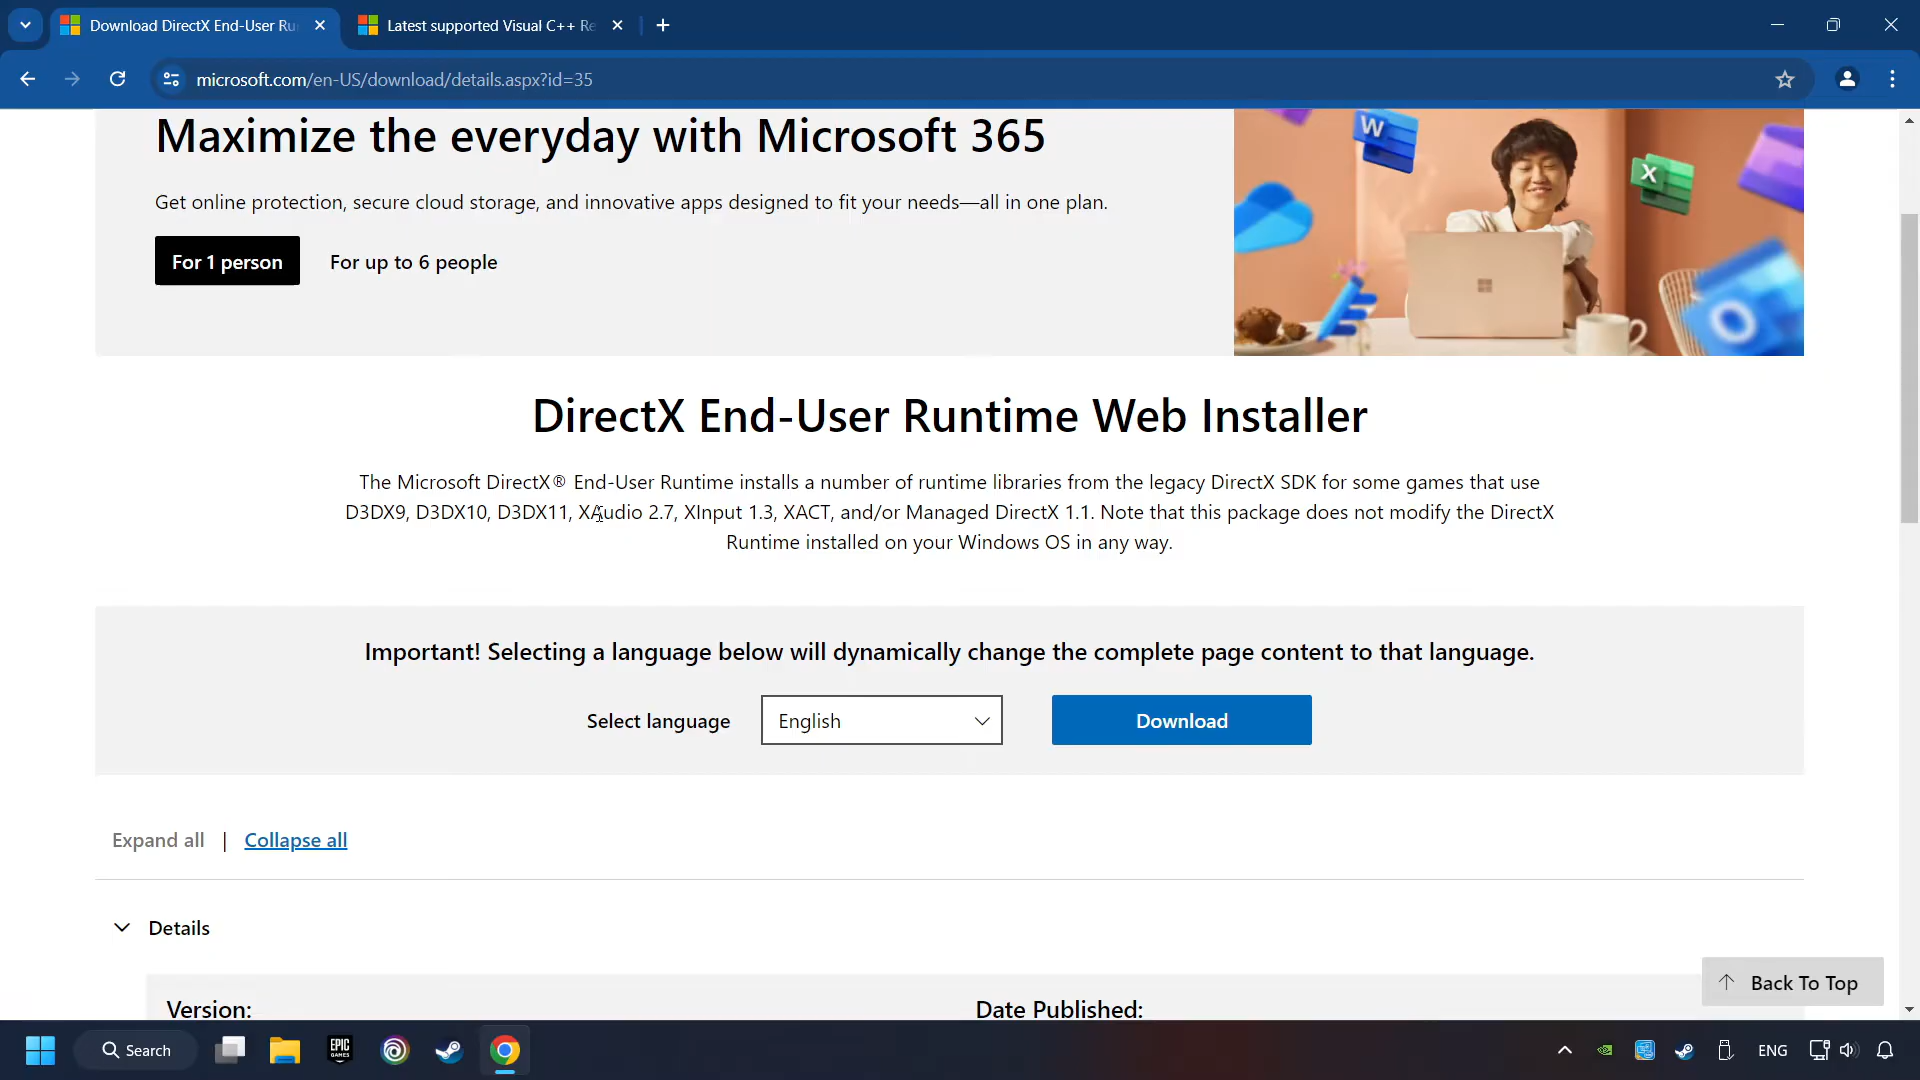 Download DirectX End-User Ru
Latest supported Visual C++ Re
microsoft.com/en-US/download/details.aspx?id=35
Maximize the everyday with Microsoft 365
Get online protection, secure cloud storage, and innovative apps designed to fit your needs—all in one plan.
For 1 person
For up to 6 people
W
X
O
DirectX End-User Runtime Web Installer
The Microsoft DirectX® End-User Runtime installs a number of runtime libraries from the legacy DirectX SDK for some games that use
D3DX9, D3DX10, D3DX11, XAudio 2.7, XInput 1.3, XACT, and/or Managed DirectX 1.1. Note that this package does not modify the DirectX
Runtime installed on your Windows OS in any way.
Important! Selecting a language below will dynamically change the complete page content to that language.
Select language
English
Download
Expand all | Collapse all
Details
Back To Top
Version:
Date Published:
Search
EPIC
GAMES
ENG